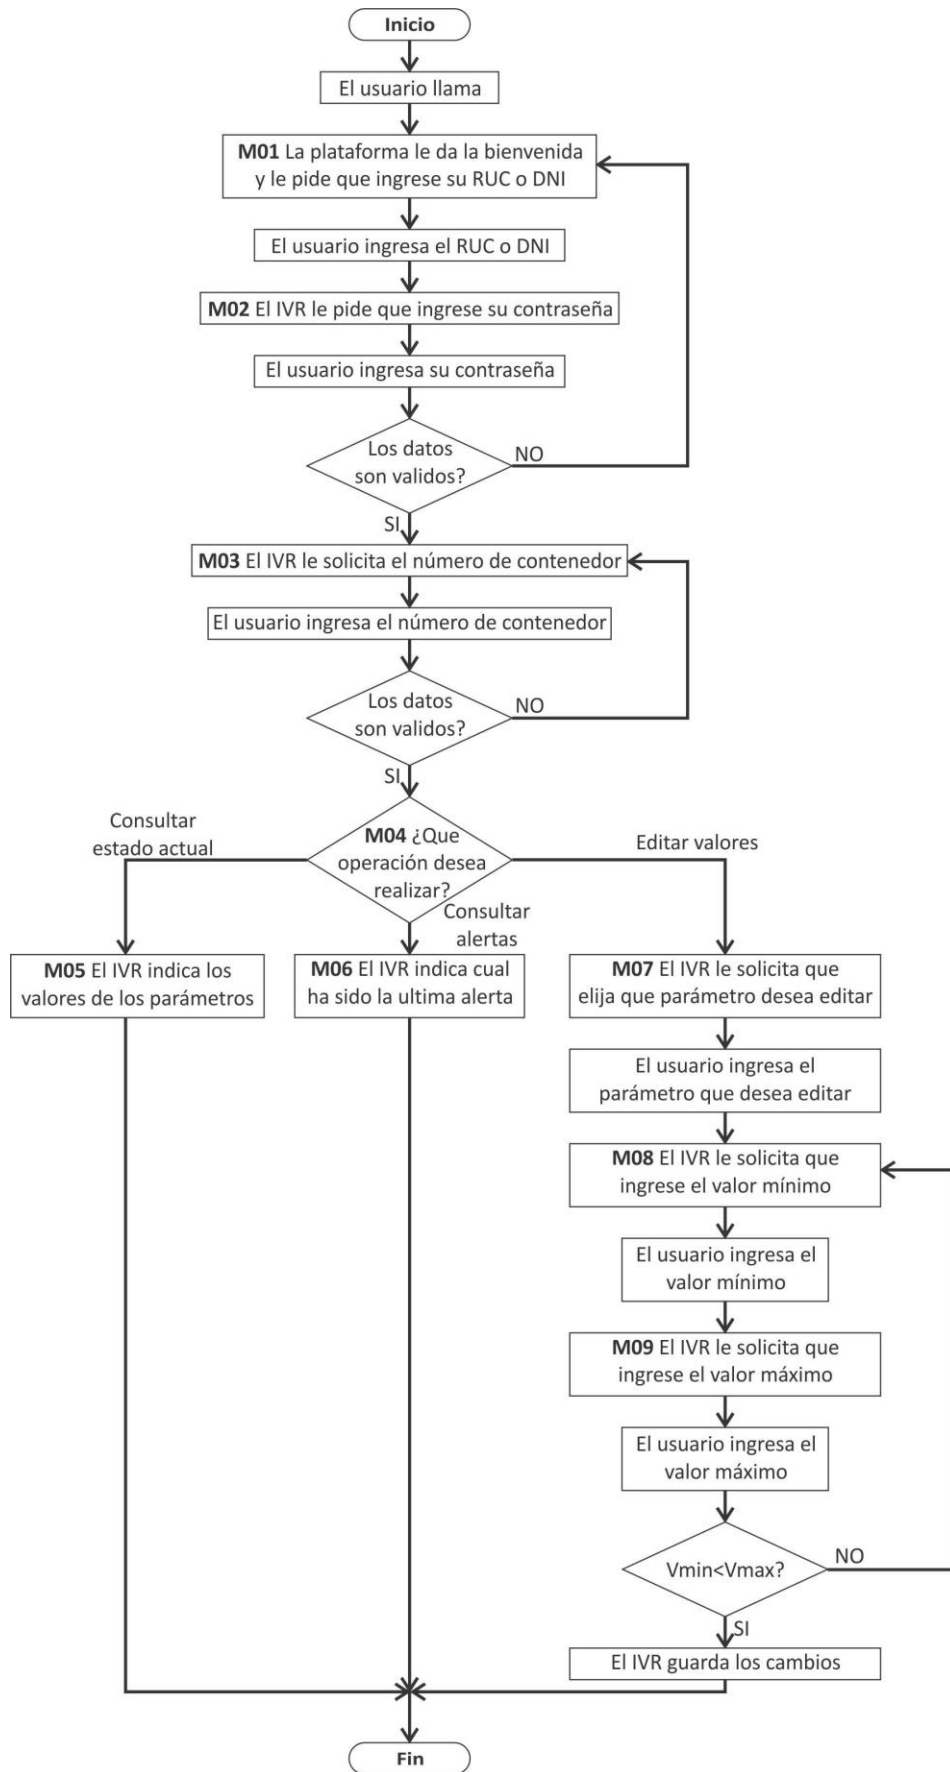 Inicio
El usuario llama
M01 La plataforma le da la bienvenida
y le pide que ingrese su RUC o DNI
El usuario ingresa el RUC o DNI
M02 El IVR le pide que ingrese su contraseña
El usuario ingresa su contraseña
Los datos
son validos?
NO
SI
M03 El IVR le solicita el número de contenedor
El usuario ingresa el número de contenedor
Los datos
son validos?
NO
SI
M04 ¿Que
operación desea
realizar?
Consultar
estado actual
Consultar
alertas
Editar valores
M05 El IVR indica los
valores de los parámetros
M06 El IVR indica cual
ha sido la ultima alerta
M07 El IVR le solicita que
elija que parámetro desea editar
El usuario ingresa el
parámetro que desea editar
M08 El IVR le solicita que
ingrese el valor mínimo
El usuario ingresa el
valor mínimo
M09 El IVR le solicita que
ingrese el valor máximo
El usuario ingresa el
valor máximo
Vmin<Vmax?
NO
SI
El IVR guarda los cambios
Fin